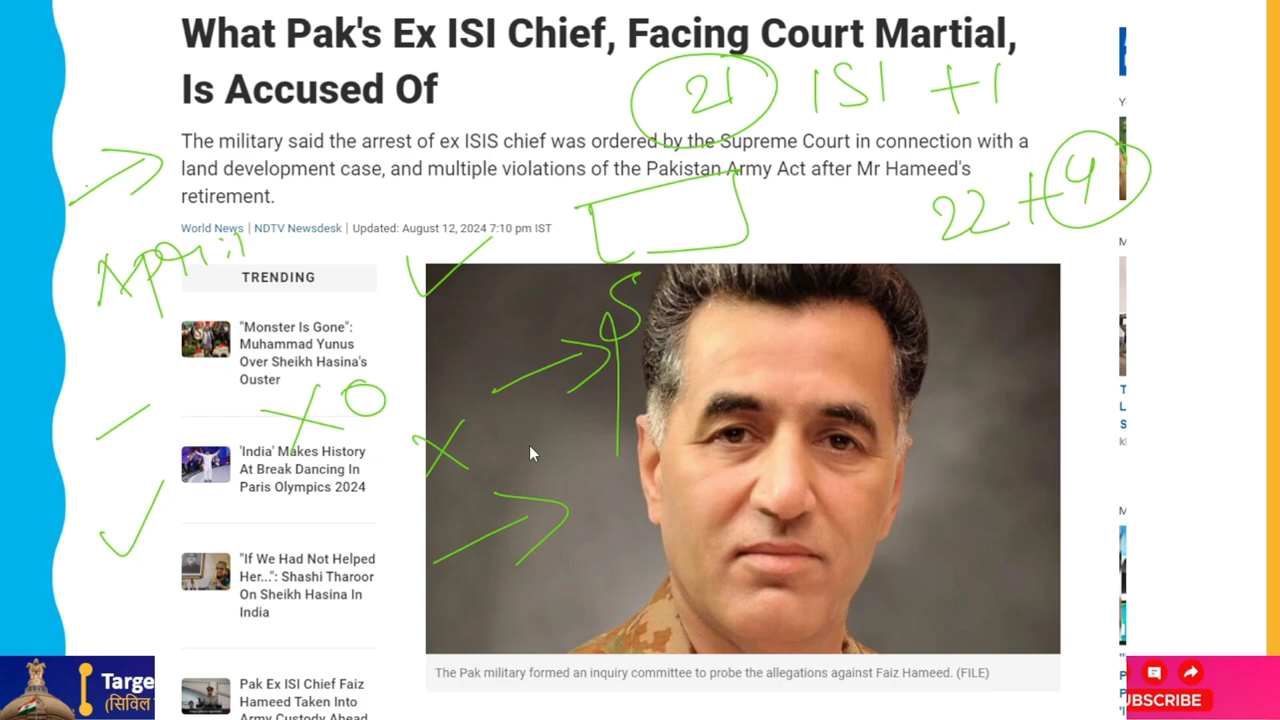 What Pak's Ex ISI Chief, Facing Court Martial,
Is Accused Of
21 ISI +1
The military said the arrest of ex ISIS chief was ordered by the Supreme Court in connection with a
land development case, and multiple violations of the Pakistan Army Act after Mr Hameed's
retirement.
22 + 4
World News | NDTV Newsdesk | Updated: August 12, 2024 7:10 pm IST
April
TRENDING
"Monster Is Gone":
Muhammad Yunus
Over Sheikh Hasina's
Ouster
'India' Makes History
At Break Dancing In
Paris Olympics 2024
"If We Had Not Helped
Her...": Shashi Tharoor
On Sheikh Hasina In
India
Pak Ex ISI Chief Faiz
Hameed Taken Into
Army Custody Ahead
The Pak military formed an inquiry committee to probe the allegations against Faiz Hameed. (FILE)
Targe
(सिविल
UBSCRIBE